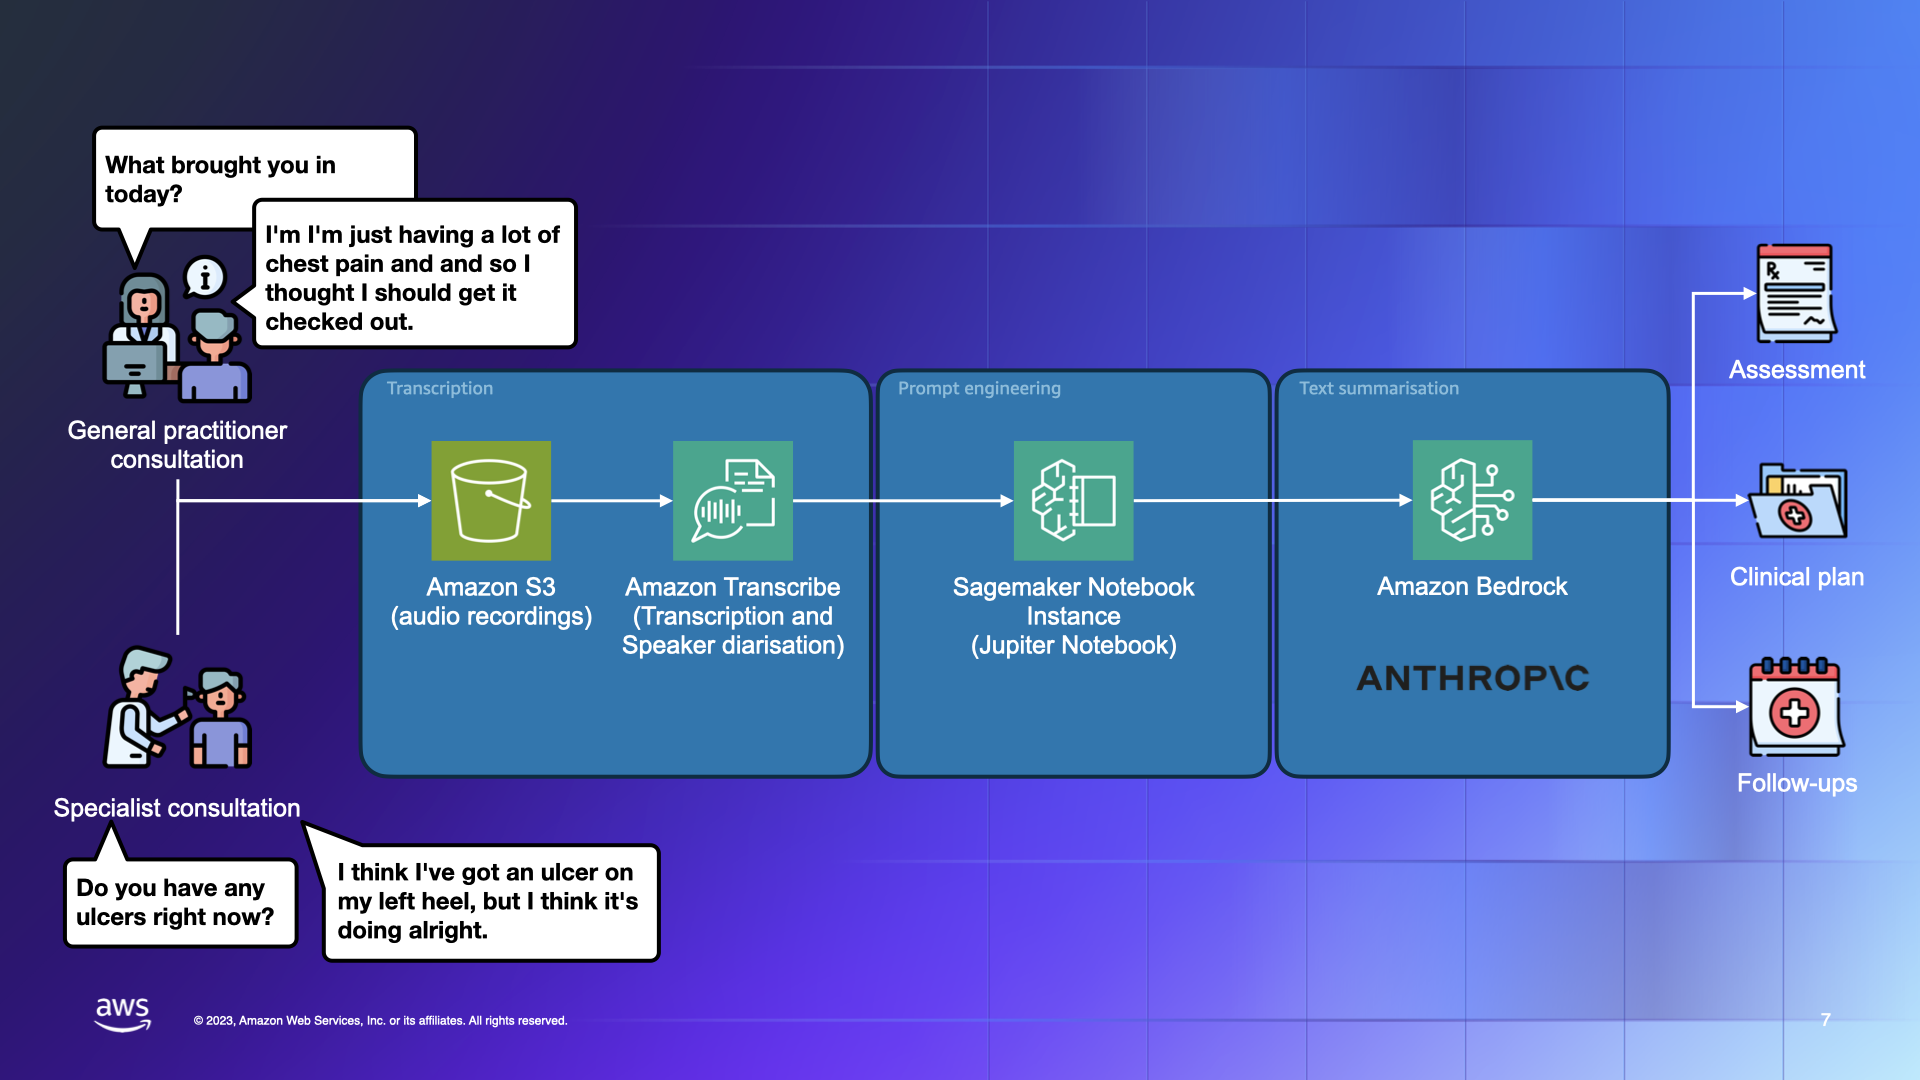 What brought you in
today?
I'm I'm just having a lot of
chest pain and and so I
thought I should get it
checked out.
General practitioner
consultation
Transcription
Amazon S3
(audio recordings)
Amazon Transcribe
(Transcription and
Speaker diarisation)
Prompt engineering
Sagemaker Notebook
Instance
(Jupiter Notebook)
Text summarisation
Amazon Bedrock
ANTHROP\C
Rx
Assessment
Clinical plan
Follow-ups
Specialist consultation
Do you have any
ulcers right now?
I think I've got an ulcer on
my left heel, but I think it's
doing alright.
aws
© 2023, Amazon Web Services, Inc. or its affiliates. All rights reserved.
7